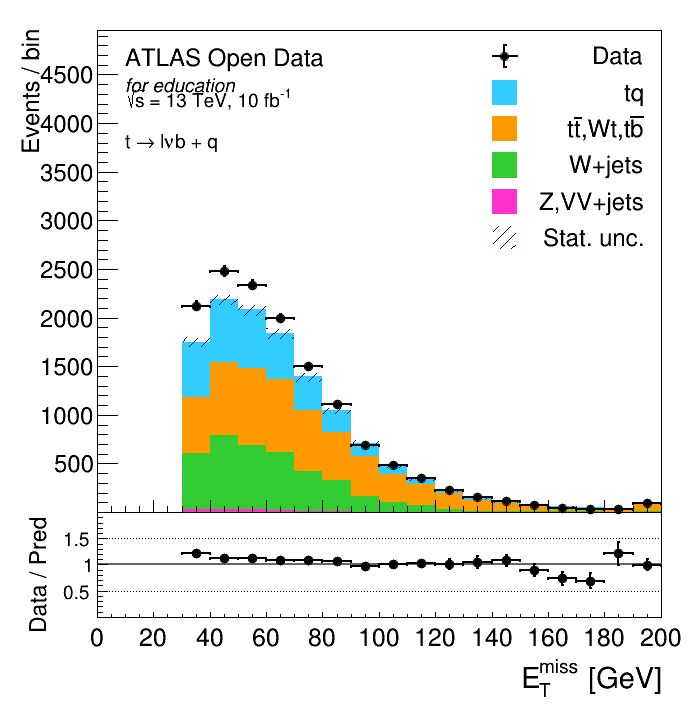 Events / bin
4500
4000
3500
3000
2500
2000
1500
1000
500
ATLAS Open Data
for education
√s = 13 TeV, 10 fb⁻¹
t → lνb + q
Data
tq
tt̄,Wt,tb̄
W+jets
Z,VV+jets
Stat. unc.
Data / Pred
1.5
1
0.5
0 20 40 60 80 100 120 140 160 180 200
E_T^miss [GeV]